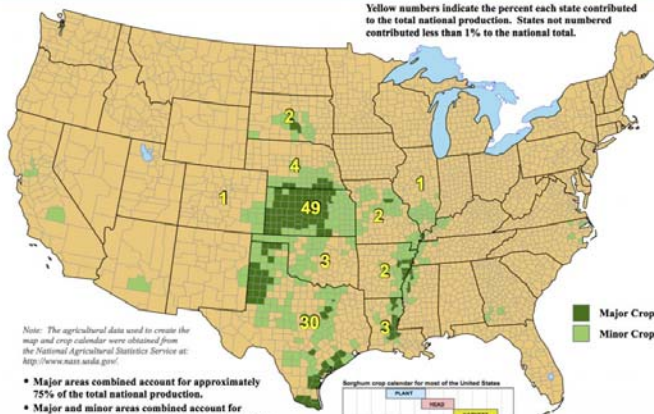 Yellow numbers indicate the percent each state contributed
to the total national production. States not numbered
contributed less than 1% to the national total.
2
4
1
49
1
2
3
2
30
3
Major Crop
Minor Crop
Note: The agricultural data used to create the
map and crop calendar were obtained from
the National Agricultural Statistics Service at:
http://www.nass.usda.gov/.
• Major areas combined account for approximately
75% of the total national production.
• Major and minor areas combined account for
Sorghum crop calendar for most of the United States
PLANT
HEAD